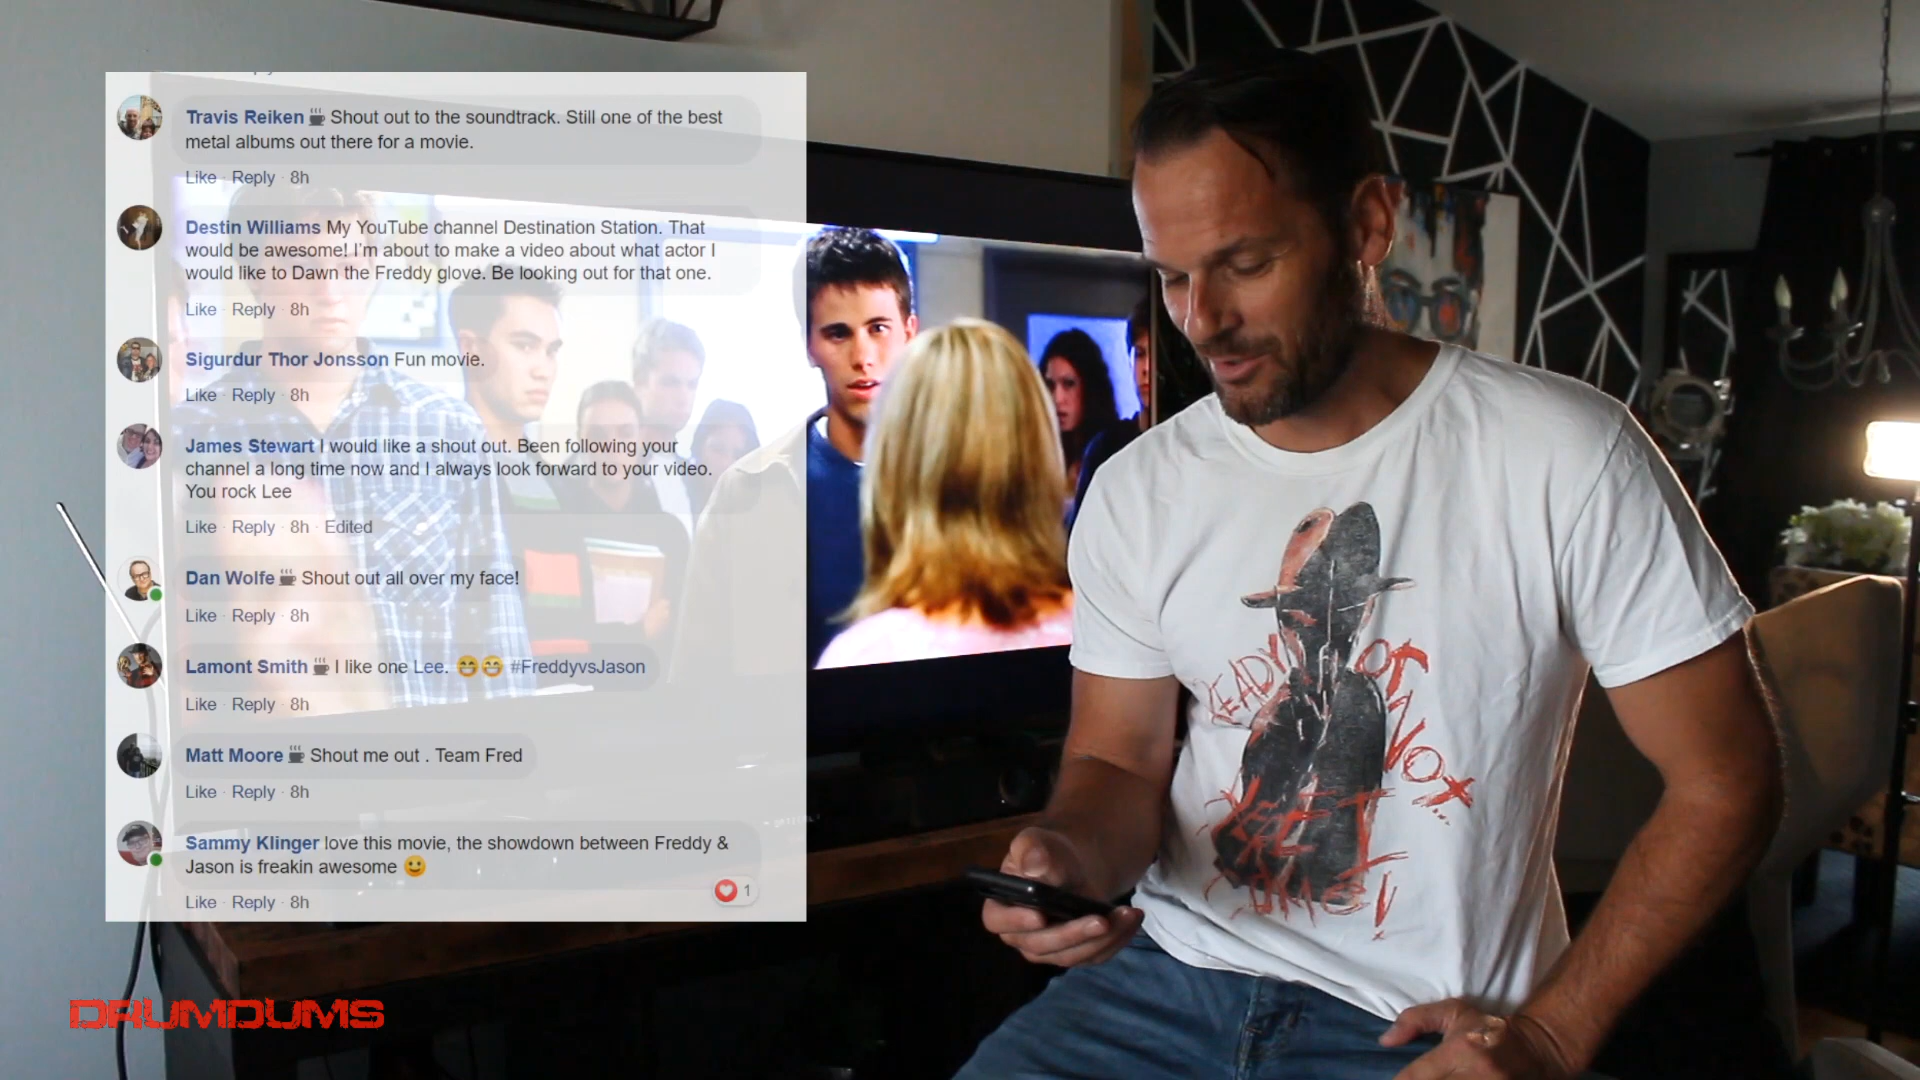 Travis Reiken Shout out to the soundtrack. Still one of the best
metal albums out there for a movie.
Like · Reply · 8h
Destin Williams My YouTube channel Destination Station. That
would be awesome! I'm about to make a video about what actor I
would like to Dawn the Freddy glove. Be looking out for that one.
Like · Reply · 8h
Sigurdur Thor Jonsson Fun movie.
Like · Reply · 8h
James Stewart I would like a shout out. Been following your
channel a long time now and I always look forward to your video.
You rock Lee
Like · Reply · 8h · Edited
Dan Wolfe Shout out all over my face!
Like · Reply · 8h
Lamont Smith I like one Lee. 😁😁 #FreddyvsJason
Like · Reply · 8h
Matt Moore Shout me out . Team Fred
Like · Reply · 8h
Sammy Klinger love this movie, the showdown between Freddy &
Jason is freakin awesome 🙂
1
Like · Reply · 8h
READY OR NOX
DRUMDUMS